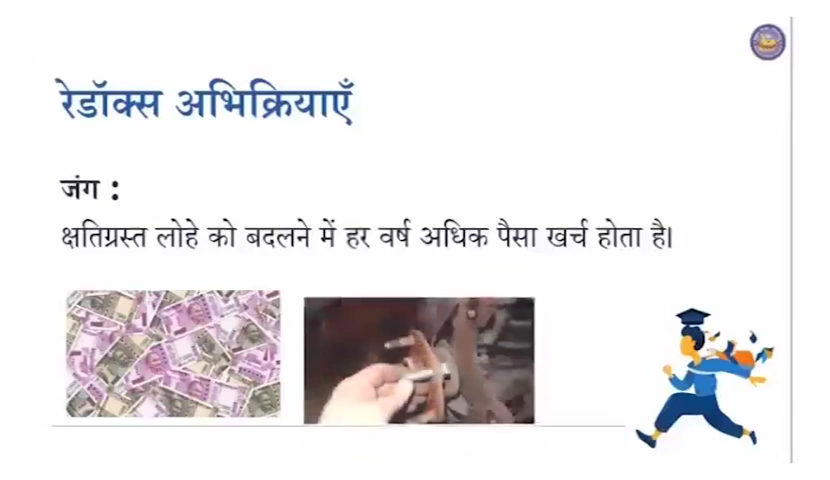 रेडॉक्स अभिक्रियाएँ
जंग :
क्षतिग्रस्त लोहे को बदलने में हर वर्ष अधिक पैसा खर्च होता है।